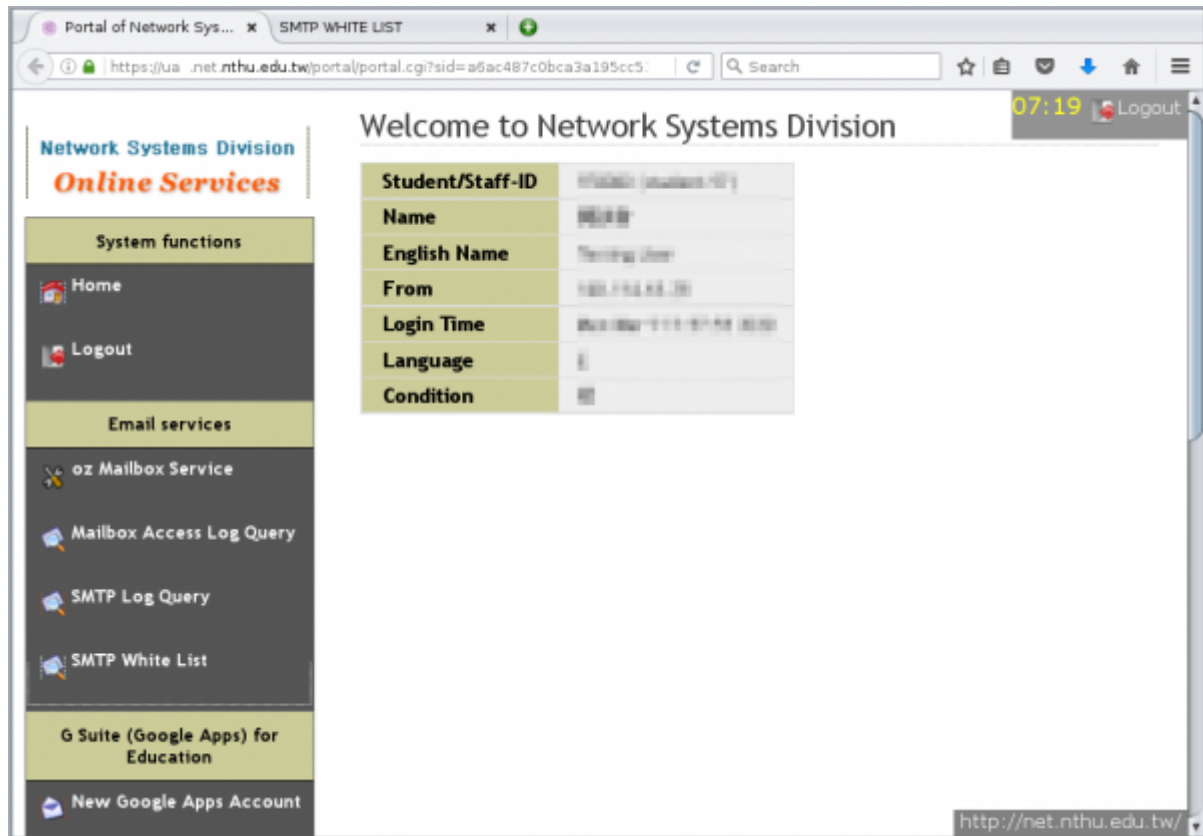 Portal of Network Sys...
SMTP WHITE LIST
https://ua .net.nthu.edu.tw/portal/portal.cgi?sid=a6ac487c0bca3a195cc5
Search
07:19 Logout
Network Systems Division
Online Services
System functions
Home
Logout
Email services
oz Mailbox Service
Mailbox Access Log Query
SMTP Log Query
SMTP White List
G Suite (Google Apps) for
Education
New Google Apps Account
Welcome to Network Systems Division
Student/Staff-ID
Name
English Name
From
Login Time
Language
Condition
http://net.nthu.edu.tw/